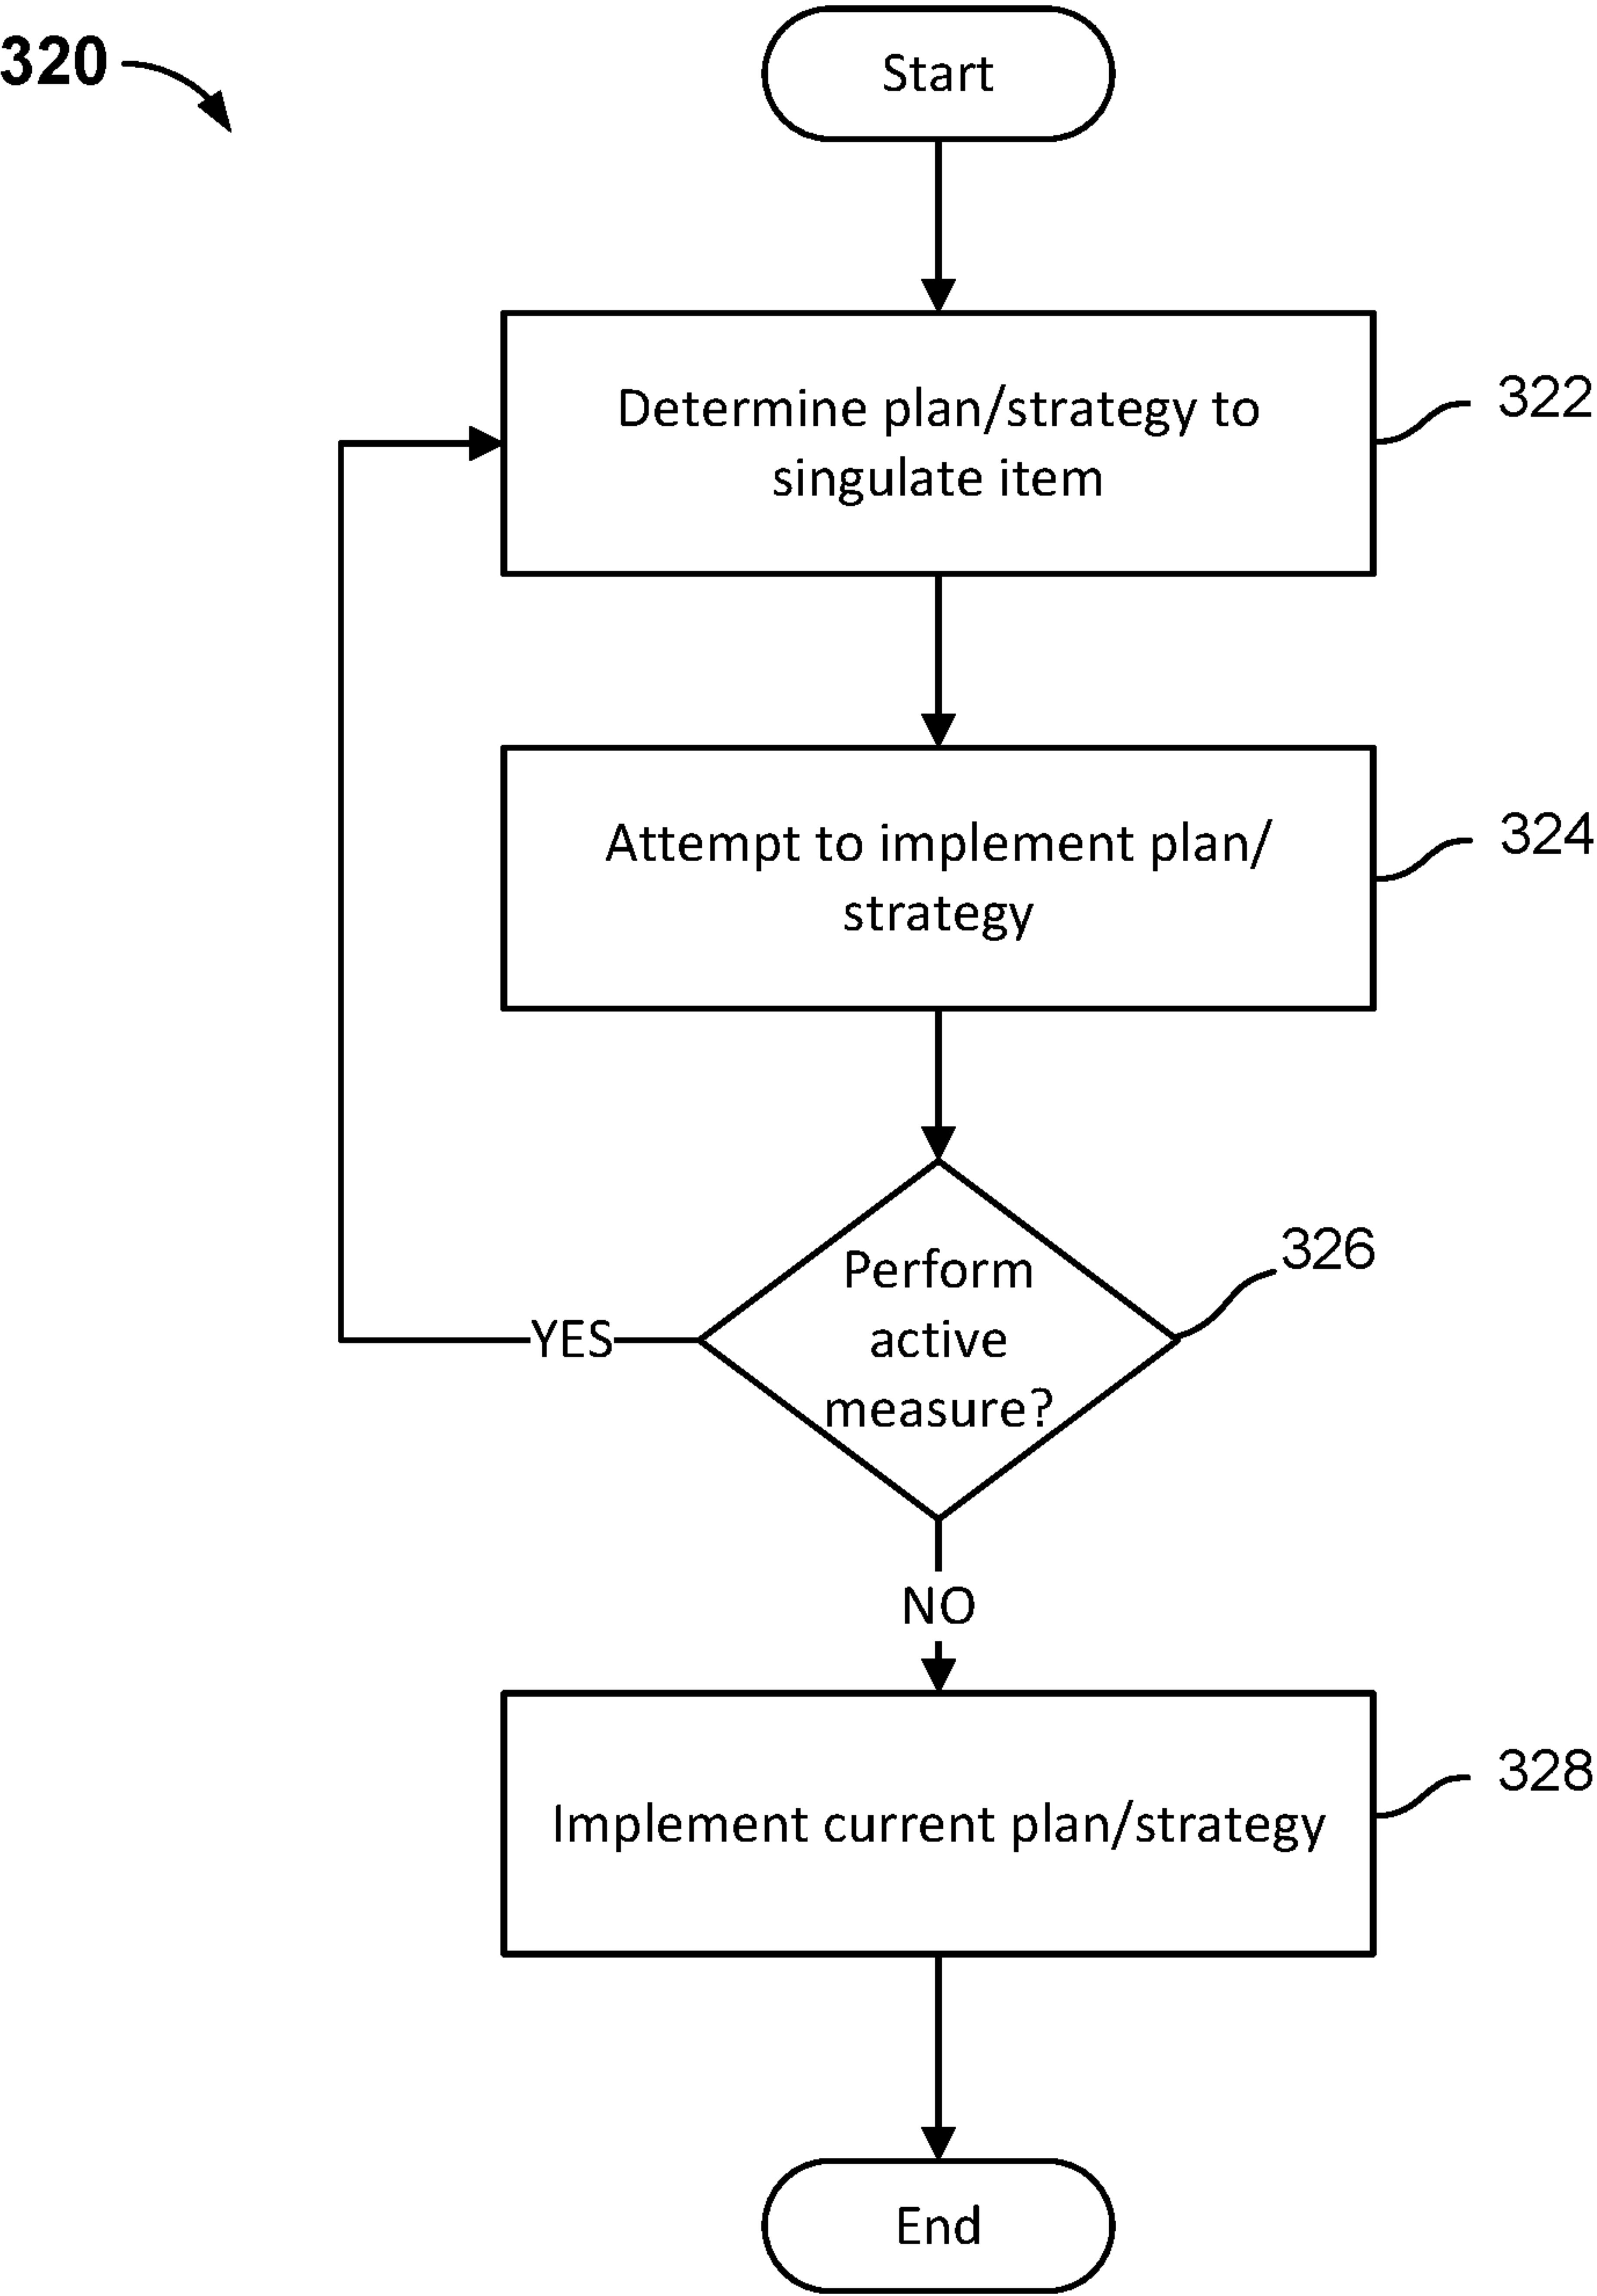 320
Start
Determine plan/strategy to
singulate item
322
Attempt to implement plan/
strategy
324
Perform
active
measure?
326
YES
NO
Implement current plan/strategy
328
End